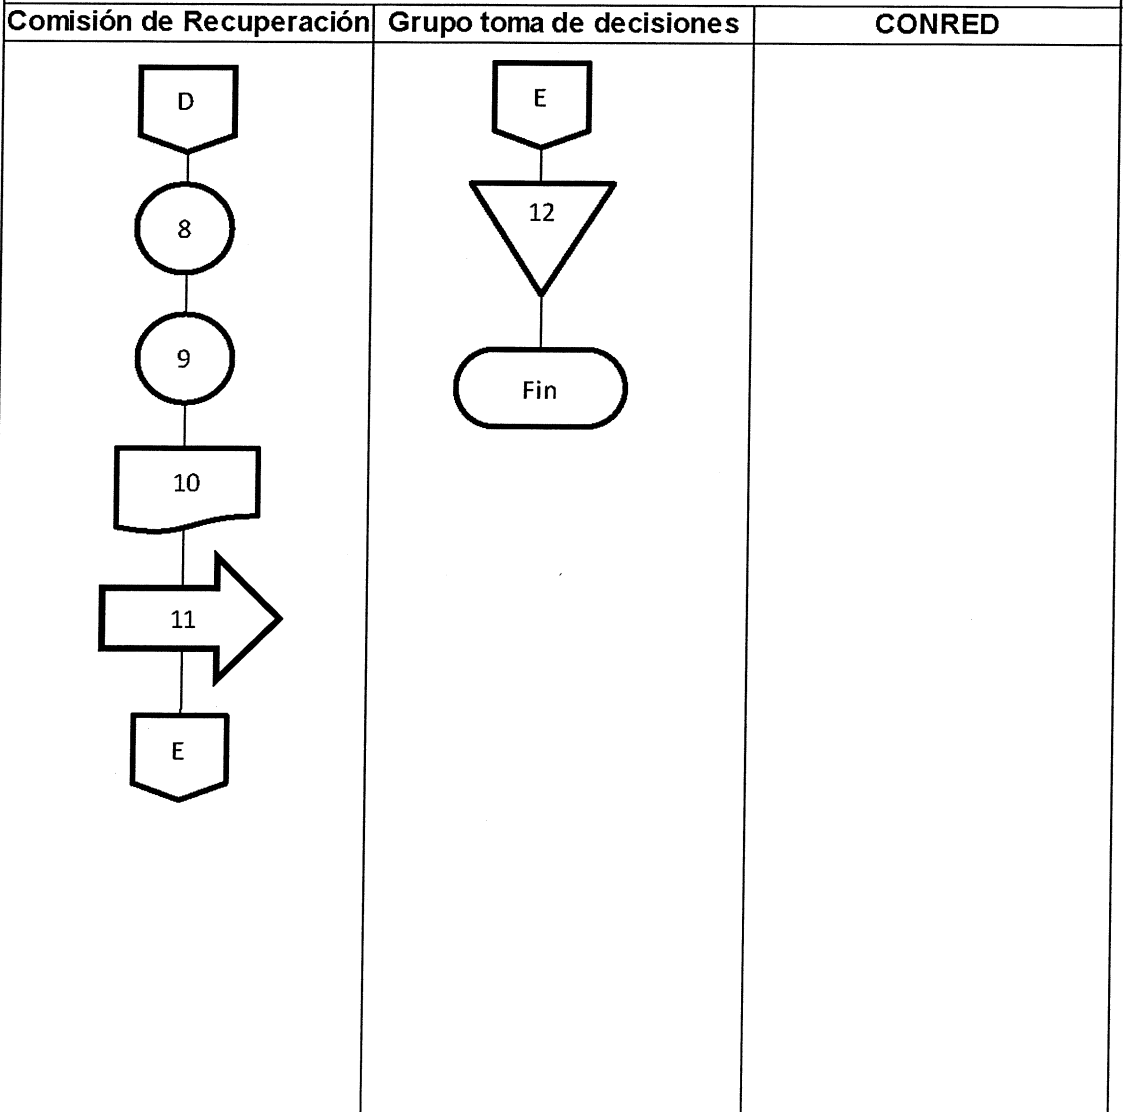 Comisión de Recuperación
Grupo toma de decisiones
CONRED
D
8
9
10
11
E
E
12
Fin